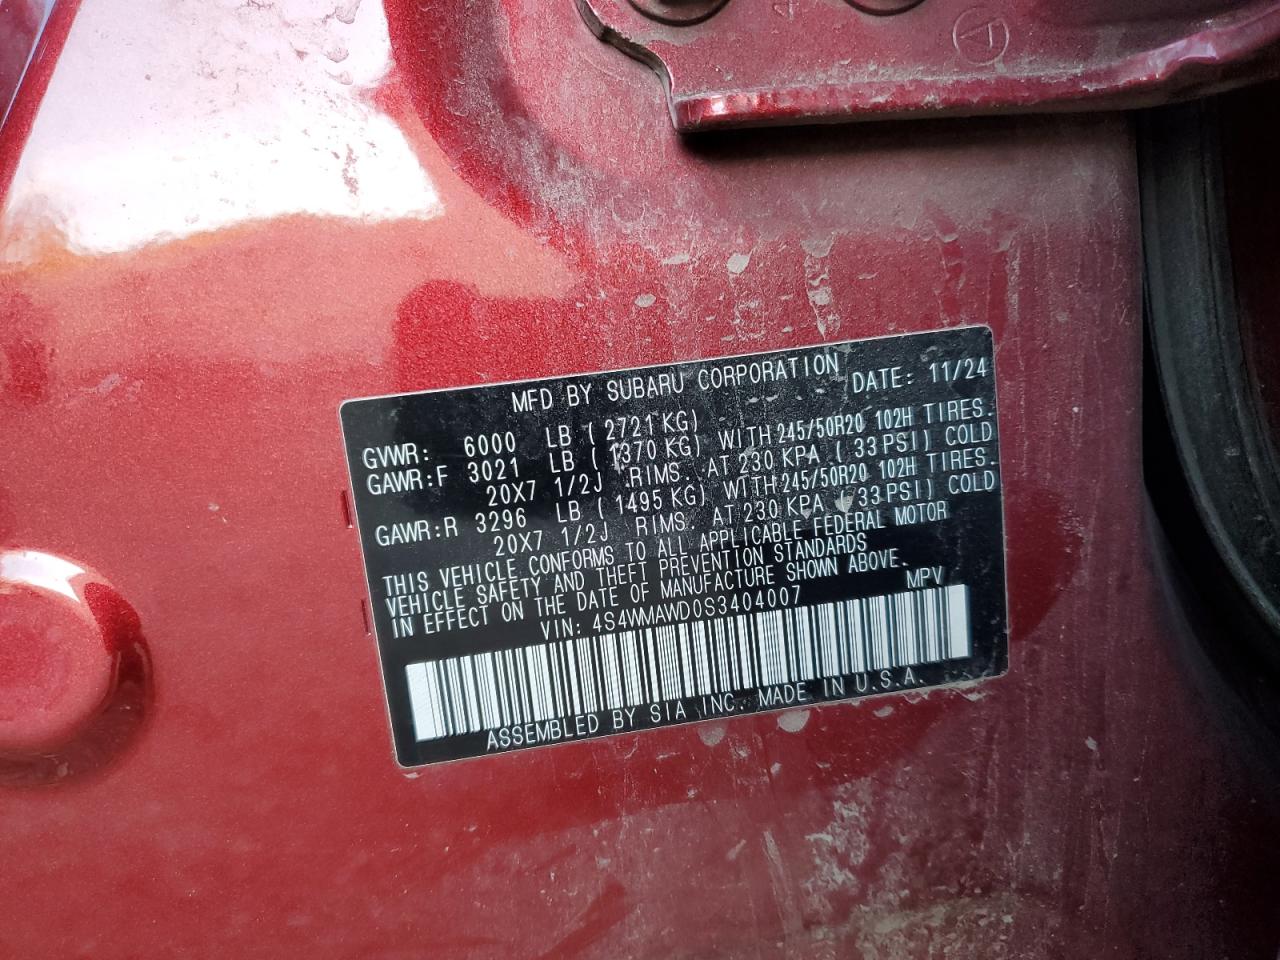 MFD BY SUBARU CORPORATION DATE: 11/24
GVWR: 6000 LB ( 2721 KG)
GAWR:F 3021 LB ( 1370 KG) WITH 245/50R20 102H TIRES.
20X7 1/2J RIMS. AT 230 KPA ( 33 PSI) COLD
GAWR:R 3296 LB ( 1495 KG) WITH 245/50R20 102H TIRES.
20X7 1/2J RIMS. AT 230 KPA ( 33 PSI) COLD
THIS VEHICLE CONFORMS TO ALL APPLICABLE FEDERAL MOTOR
VEHICLE SAFETY AND THEFT PREVENTION STANDARDS
IN EFFECT ON THE DATE OF MANUFACTURE SHOWN ABOVE.
VIN: 4S4WMAWD0S3404007 MPV
ASSEMBLED BY SIA INC. MADE IN U.S.A.